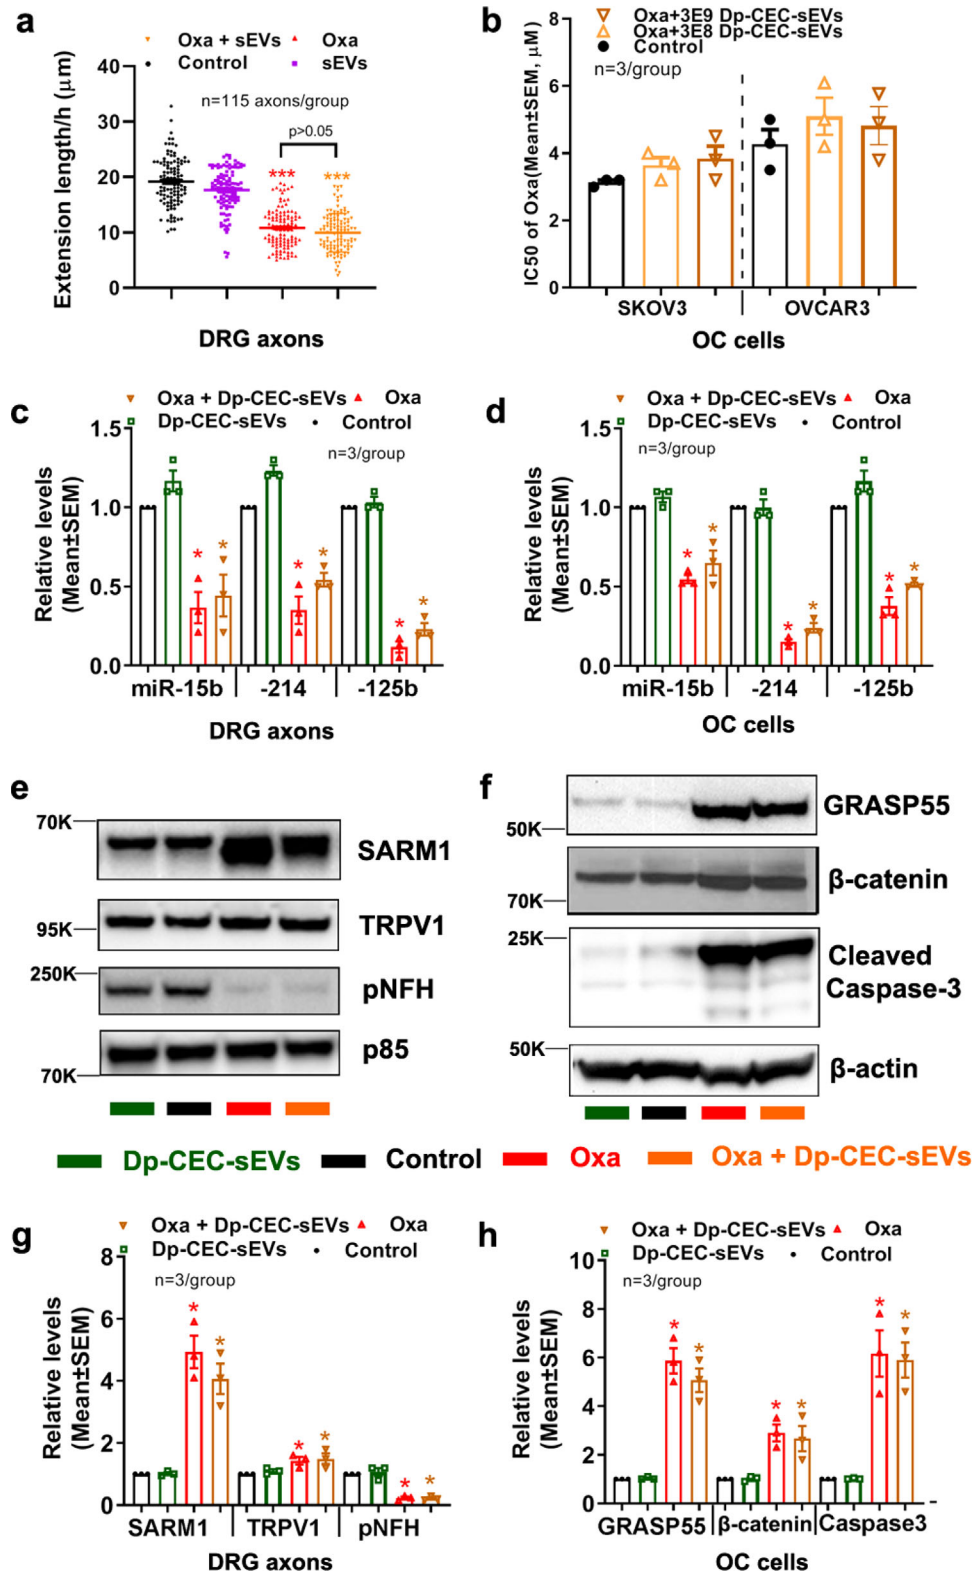 a
Oxa + sEVs Oxa
Control sEVs
n=115 axons/group
p>0.05
***
***
Extension length/h (μm)
40
30
20
10
0
DRG axons
b
Oxa+3E9 Dp-CEC-sEVs
Oxa+3E8 Dp-CEC-sEVs
Control
n=3/group
IC50 of Oxa(Mean±SEM, μM)
8
6
4
2
0
SKOV3 OVCAR3
OC cells
c
Oxa + Dp-CEC-sEVs Oxa
Dp-CEC-sEVs Control
n=3/group
Relative levels
(Mean±SEM)
1.5
1.0
0.5
0.0
* * * * * *
miR-15b -214 -125b
DRG axons
d
Oxa + Dp-CEC-sEVs Oxa
Dp-CEC-sEVs Control
n=3/group
Relative levels
(Mean±SEM)
1.5
1.0
0.5
0.0
* * * * * *
miR-15b -214 -125b
OC cells
e
70K
SARM1
95K
TRPV1
250K
pNFH
p85
70K
f
GRASP55
50K
β-catenin
70K
25K
Cleaved
Caspase-3
50K
β-actin
Dp-CEC-sEVs Control Oxa Oxa + Dp-CEC-sEVs
g
Oxa + Dp-CEC-sEVs Oxa
Dp-CEC-sEVs Control
n=3/group
Relative levels
(Mean±SEM)
8
6
4
2
0
* * * * * *
SARM1 TRPV1 pNFH
DRG axons
h
Oxa + Dp-CEC-sEVs Oxa
Dp-CEC-sEVs Control
n=3/group
Relative levels
(Mean±SEM)
10
8
6
4
2
0
* * * * * *
GRASP55 β-catenin Caspase3
OC cells